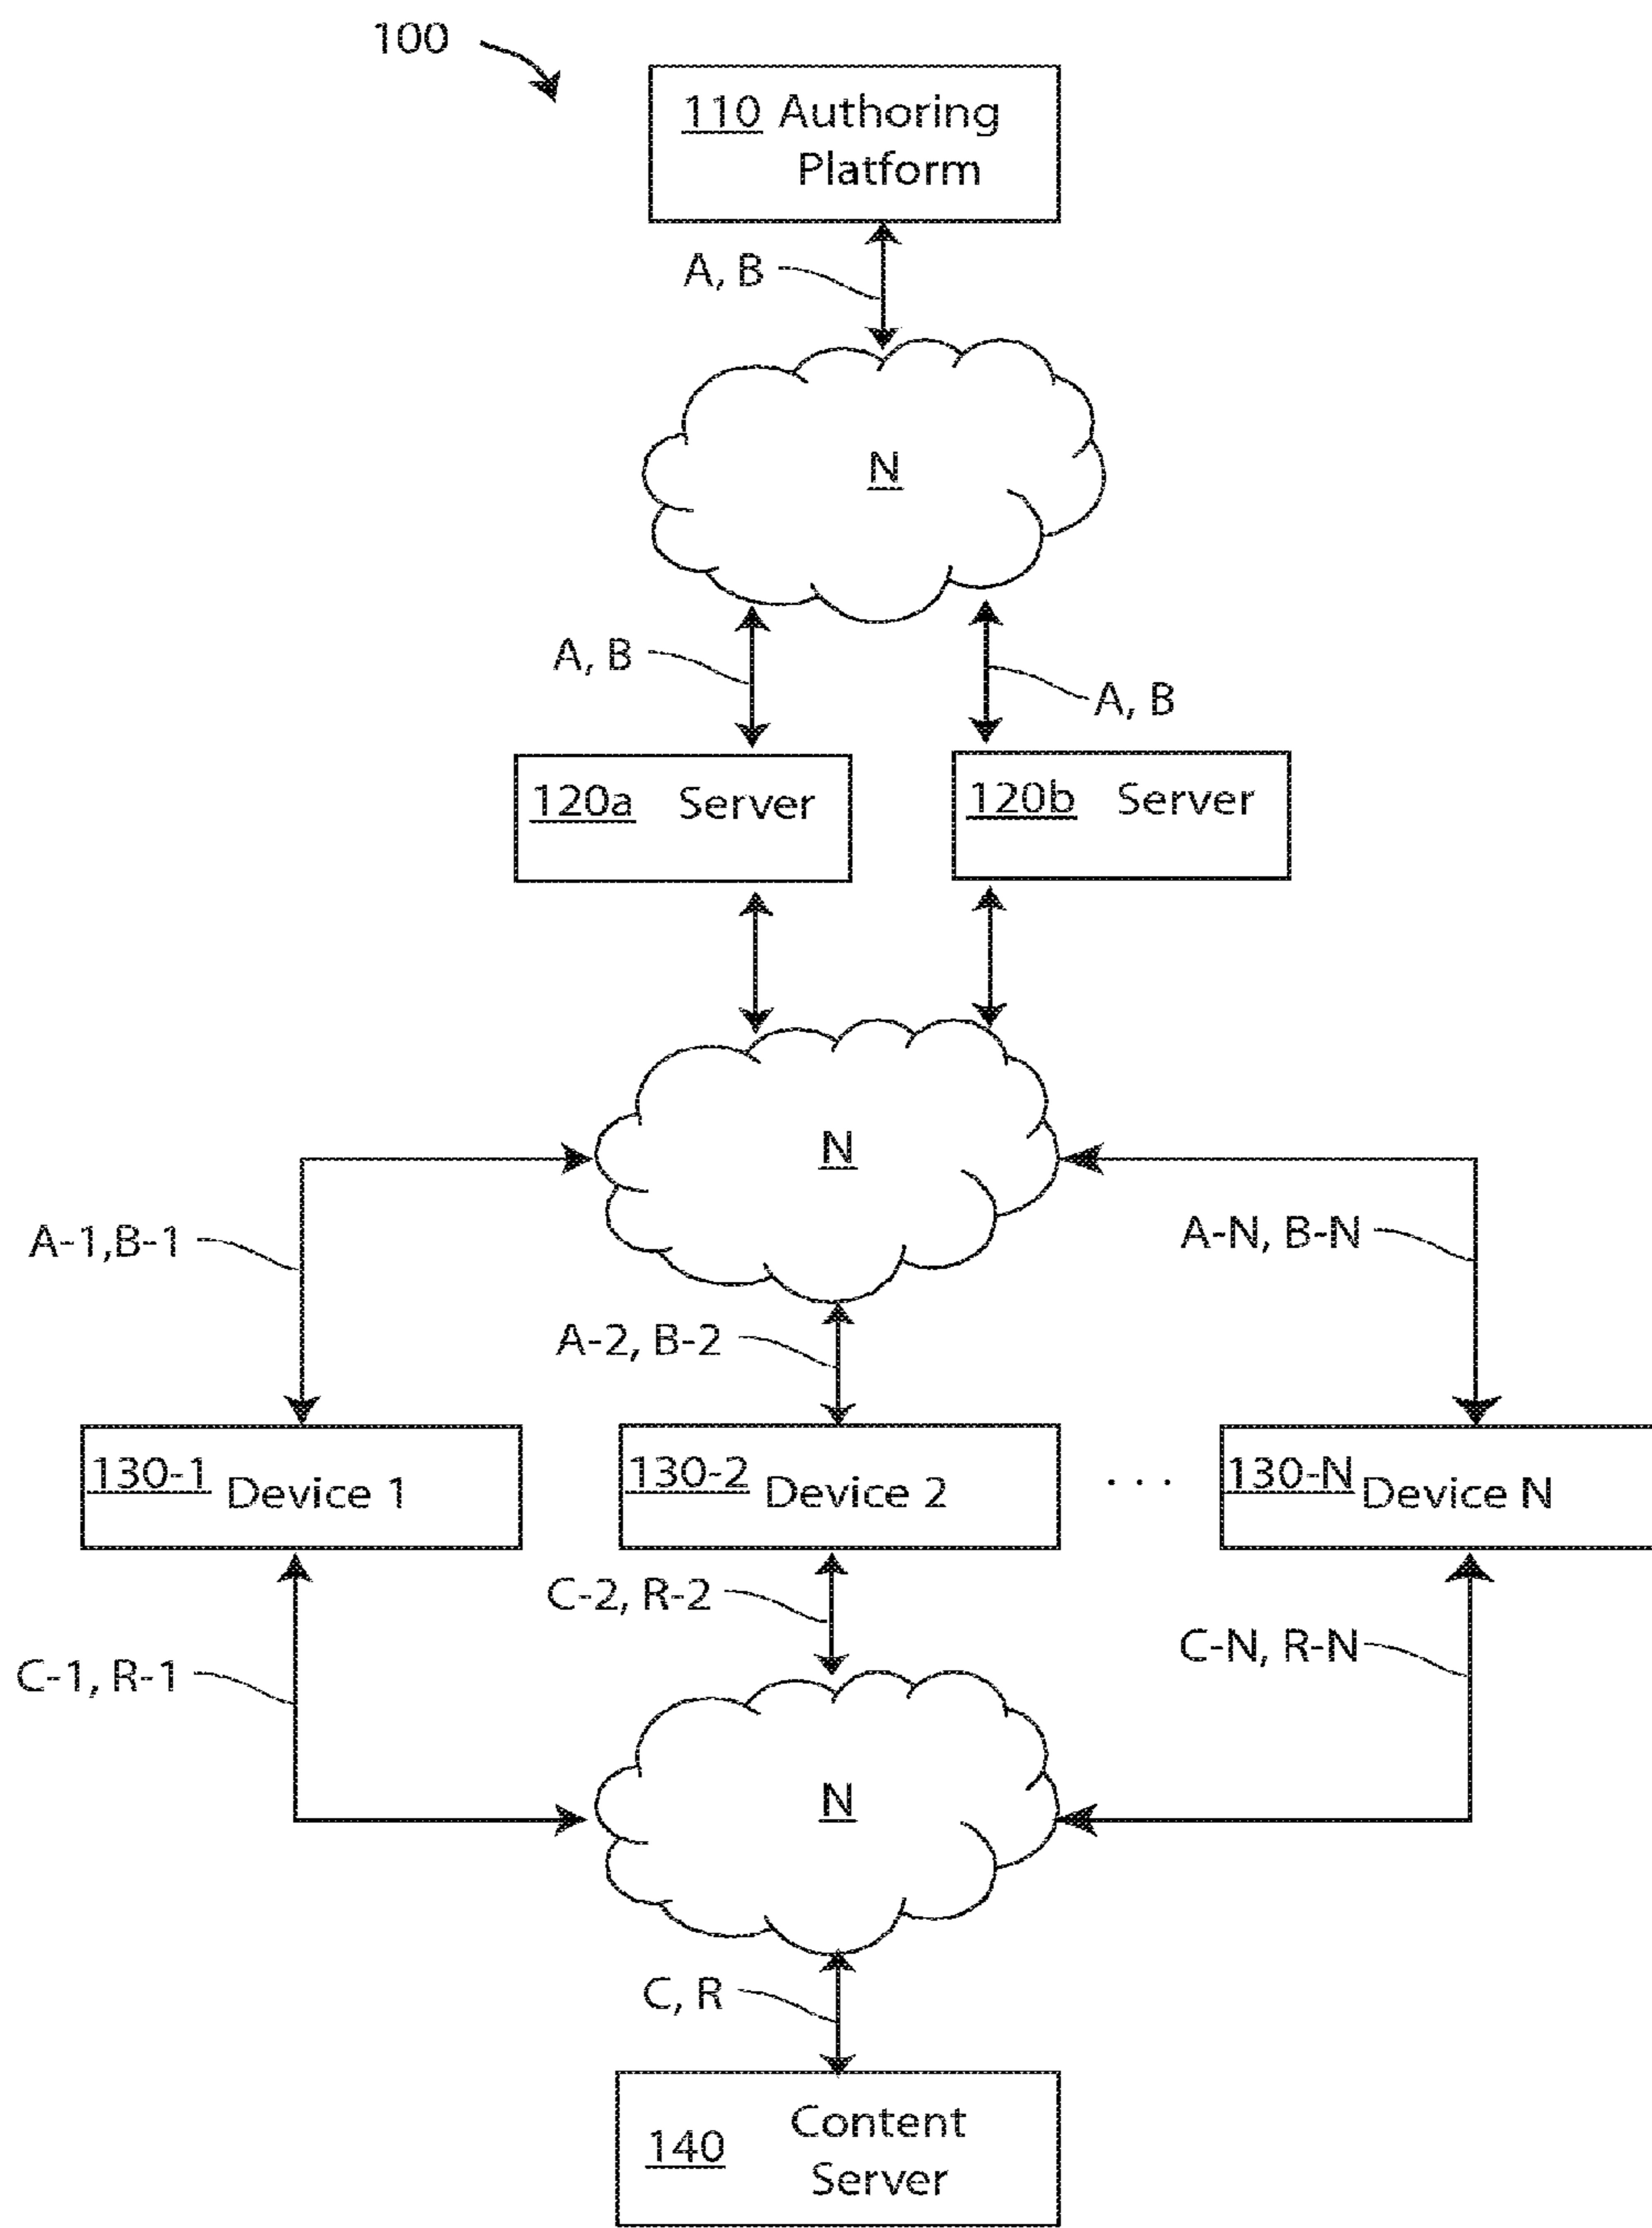 100
110 Authoring
Platform
A, B
N
A, B
A, B
120a Server
120b Server
N
A-1,B-1
A-N, B-N
A-2, B-2
130-1 Device 1
130-2 Device 2
. . .
130-N Device N
C-2, R-2
C-N, R-N
C-1, R-1
N
C, R
140 Content
Server